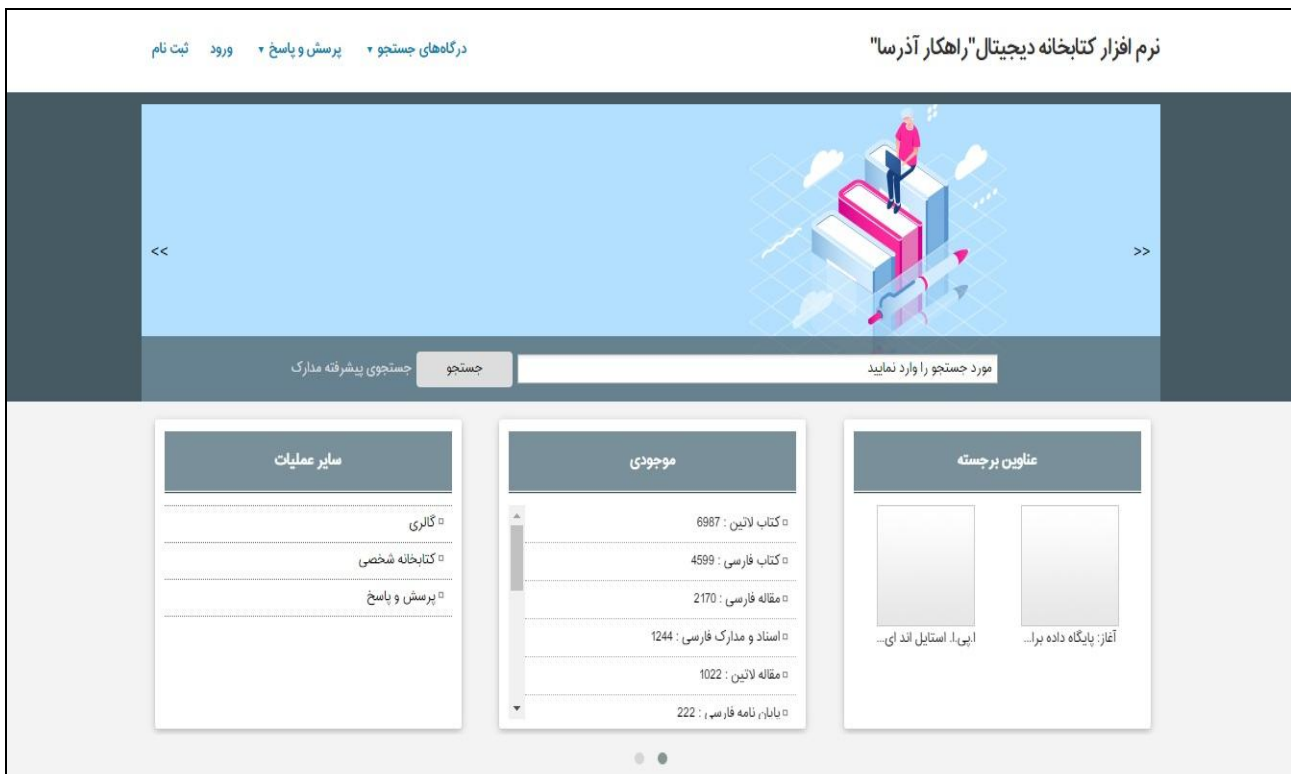 نرم افزار کتابخانه دیجیتال"راهکار آذرسا"
درگاه‌های جستجو ▾ پرسش و پاسخ ▾ ورود ثبت نام
<<
>>
مورد جستجو را وارد نمایید
جستجو
جستجوی پیشرفته مدارک
عناوین برجسته
آغاز: پایگاه داده برا...
ا.پی.ا. استایل اند ای...
موجودی
¤ کتاب لاتین : 6987
¤ کتاب فارسی : 4599
¤ مقاله فارسی : 2170
¤ اسناد و مدارک فارسی : 1244
¤ مقاله لاتین : 1022
¤ پایان نامه فارسی : 222
سایر عملیات
¤ گالری
¤ کتابخانه شخصی
¤ پرسش و پاسخ